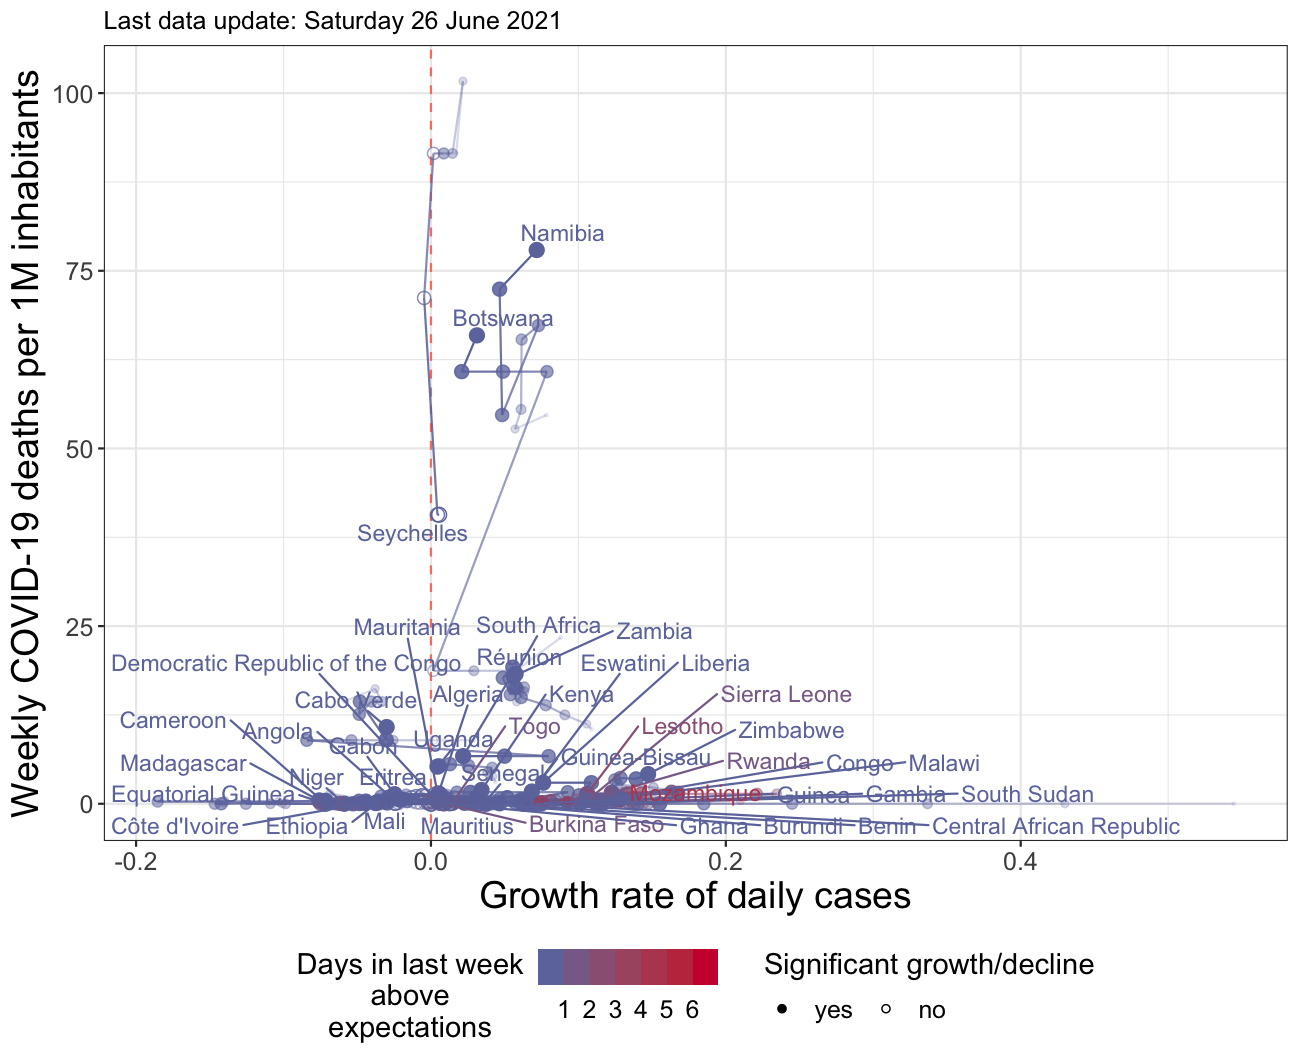 Last data update: Saturday 26 June 2021
Weekly COVID-19 deaths per 1M inhabitants
100
75
50
25
0
Namibia
Botswana
Seychelles
Mauritania
South Africa
Zambia
Democratic Republic of the Congo
Réunion
Eswatini
Liberia
Cabo Verde
Algeria
Kenya
Sierra Leone
Cameroon
Angola
Togo
Lesotho
Zimbabwe
Gabon
Uganda
Guinea-Bissau
Rwanda
Congo
Malawi
Madagascar
Niger
Eritrea
Senegal
Equatorial Guinea
Mozambique
Guinea
Gambia
South Sudan
Côte d'Ivoire
Ethiopia
Mali
Mauritius
Burkina Faso
Ghana
Burundi
Benin
Central African Republic
-0.2
0.0
0.2
0.4
Growth rate of daily cases
Days in last week
above
expectations
1 2 3 4 5 6
Significant growth/decline
yes
no